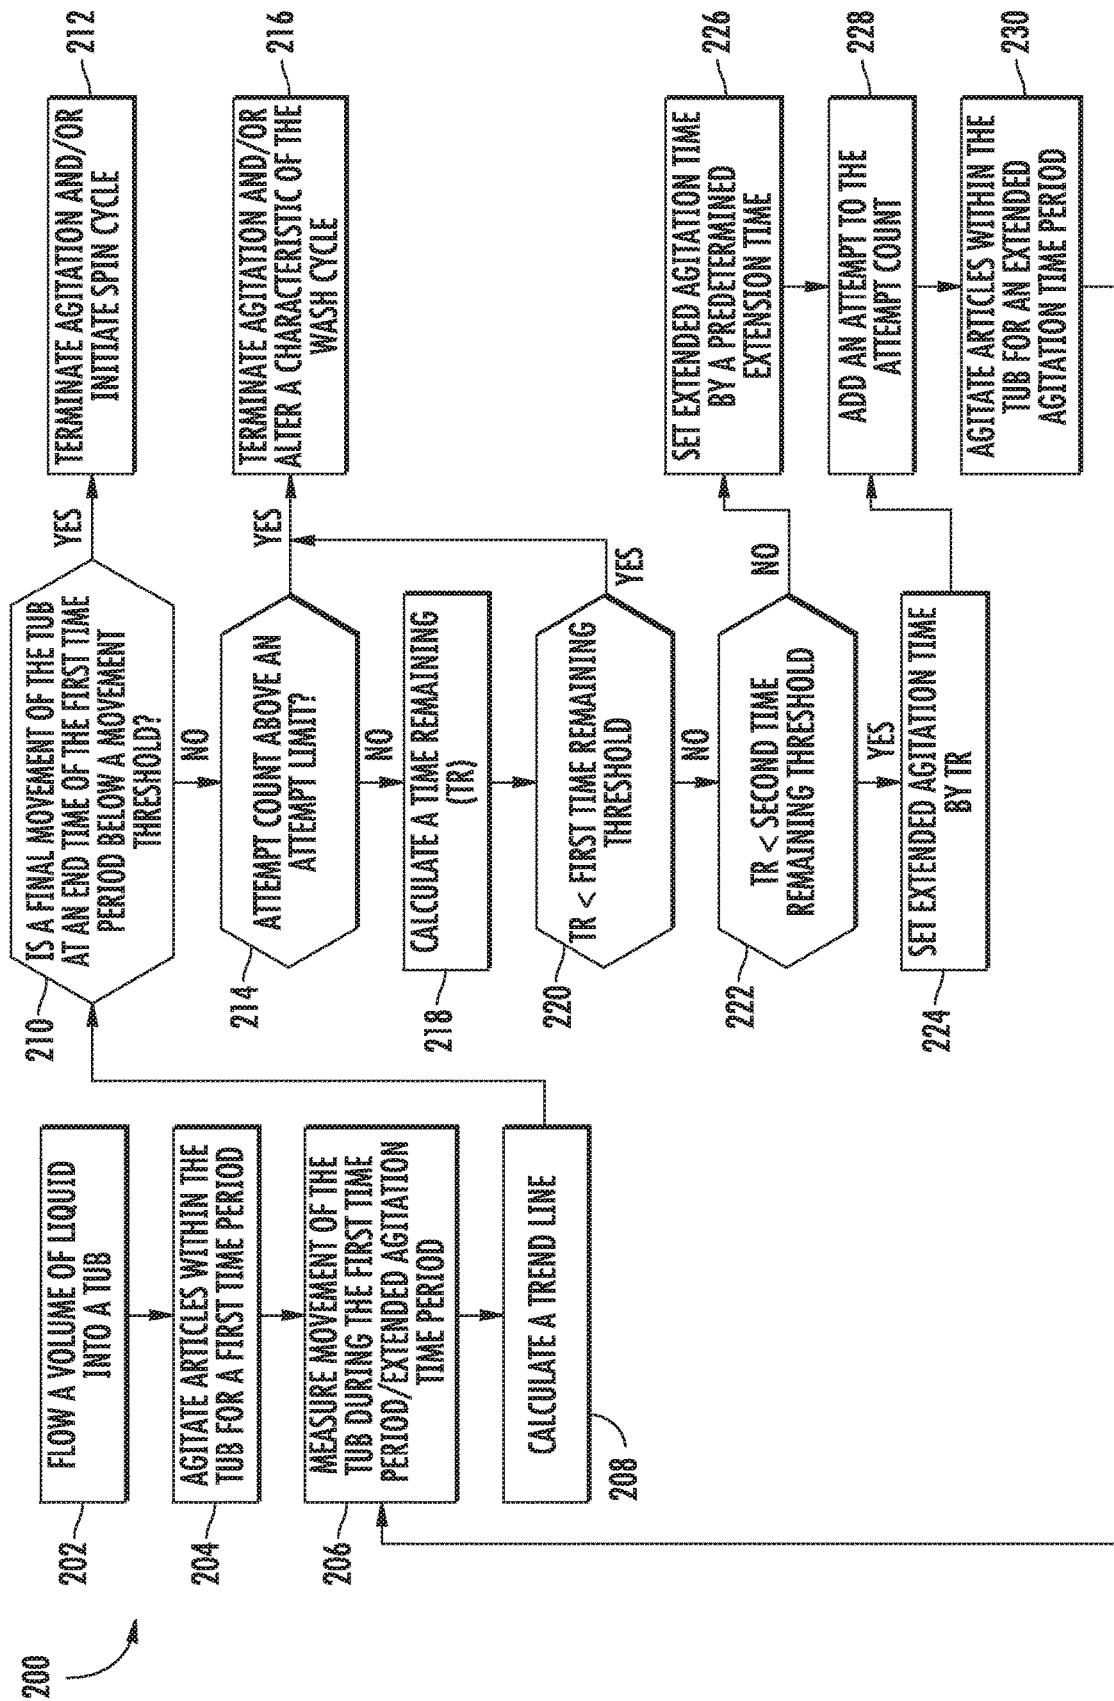 200
202
FLOW A VOLUME OF LIQUID
INTO A TUB
204
AGITATE ARTICLES WITHIN THE
TUB FOR A FIRST TIME PERIOD
206
MEASURE MOVEMENT OF THE
TUB DURING THE FIRST TIME
PERIOD/EXTENDED AGITATION
TIME PERIOD
CALCULATE A TREND LINE
208
210
IS A FINAL MOVEMENT OF THE TUB
AT AN END TIME OF THE FIRST TIME
PERIOD BELOW A MOVEMENT
THRESHOLD?
YES
NO
TERMINATE AGITATION AND/OR
INITIATE SPIN CYCLE
212
214
ATTEMPT COUNT ABOVE AN
ATTEMPT LIMIT?
YES
NO
TERMINATE AGITATION AND/OR
ALTER A CHARACTERISTIC OF THE
WASH CYCLE
216
218
CALCULATE A TIME REMAINING
(TR)
220
TR < FIRST TIME REMAINING
THRESHOLD
YES
NO
222
TR < SECOND TIME
REMAINING THRESHOLD
NO
YES
224
SET EXTENDED AGITATION TIME
BY TR
SET EXTENDED AGITATION TIME
BY A PREDETERMINED
EXTENSION TIME
226
ADD AN ATTEMPT TO THE
ATTEMPT COUNT
228
AGITATE ARTICLES WITHIN THE
TUB FOR AN EXTENDED
AGITATION TIME PERIOD
230